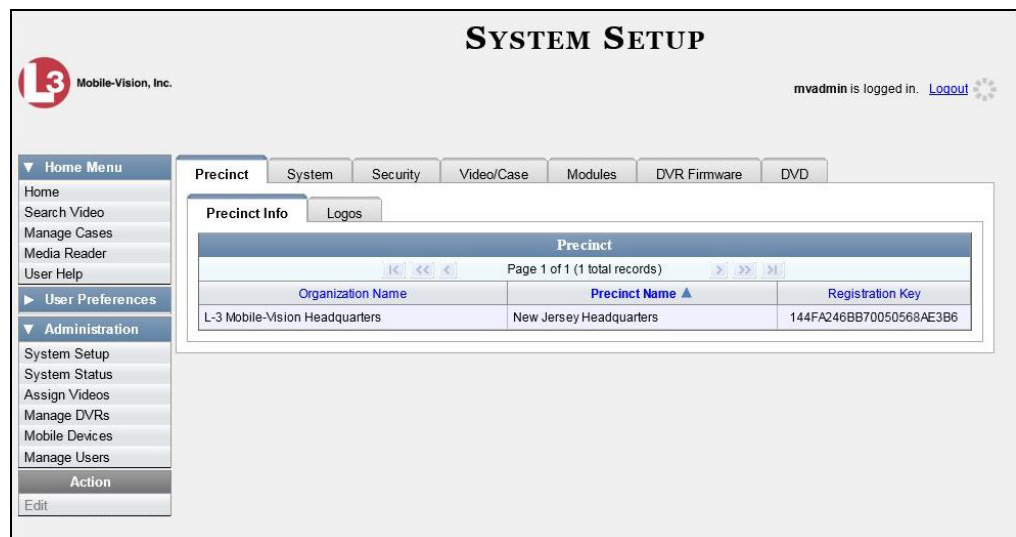 SYSTEM SETUP
L3 Mobile-Vision, Inc.
mvadmin is logged in. Logout
Home Menu
Home
Search Video
Manage Cases
Media Reader
User Help
User Preferences
Administration
System Setup
System Status
Assign Videos
Manage DVRs
Mobile Devices
Manage Users
Action
Edit
Precinct System Security Video/Case Modules DVR Firmware DVD
Precinct Info Logos
Precinct
Page 1 of 1 (1 total records)
Organization Name Precinct Name Registration Key
L-3 Mobile-Vision Headquarters New Jersey Headquarters 144FA246BB70050568AE3B6